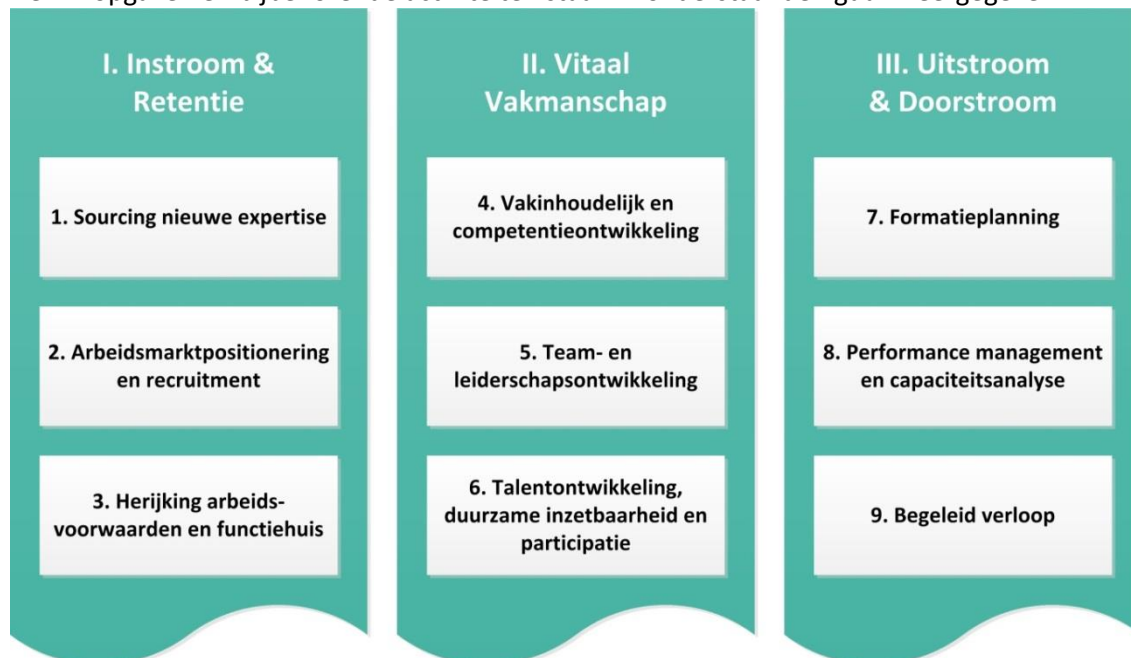 I. Instroom &
Retentie
1. Sourcing nieuwe expertise
2. Arbeidsmarktpositionering
en recruitment
3. Herijking arbeids-
voorwaarden en functiehuis
II. Vitaal
Vakmanschap
4. Vakinhoudelijk en
competentieontwikkeling
5. Team- en
leiderschapsontwikkeling
6. Talentontwikkeling,
duurzame inzetbaarheid en
participatie
III. Uitstroom
& Doorstroom
7. Formatieplanning
8. Performance management
en capaciteitsanalyse
9. Begeleid verloop